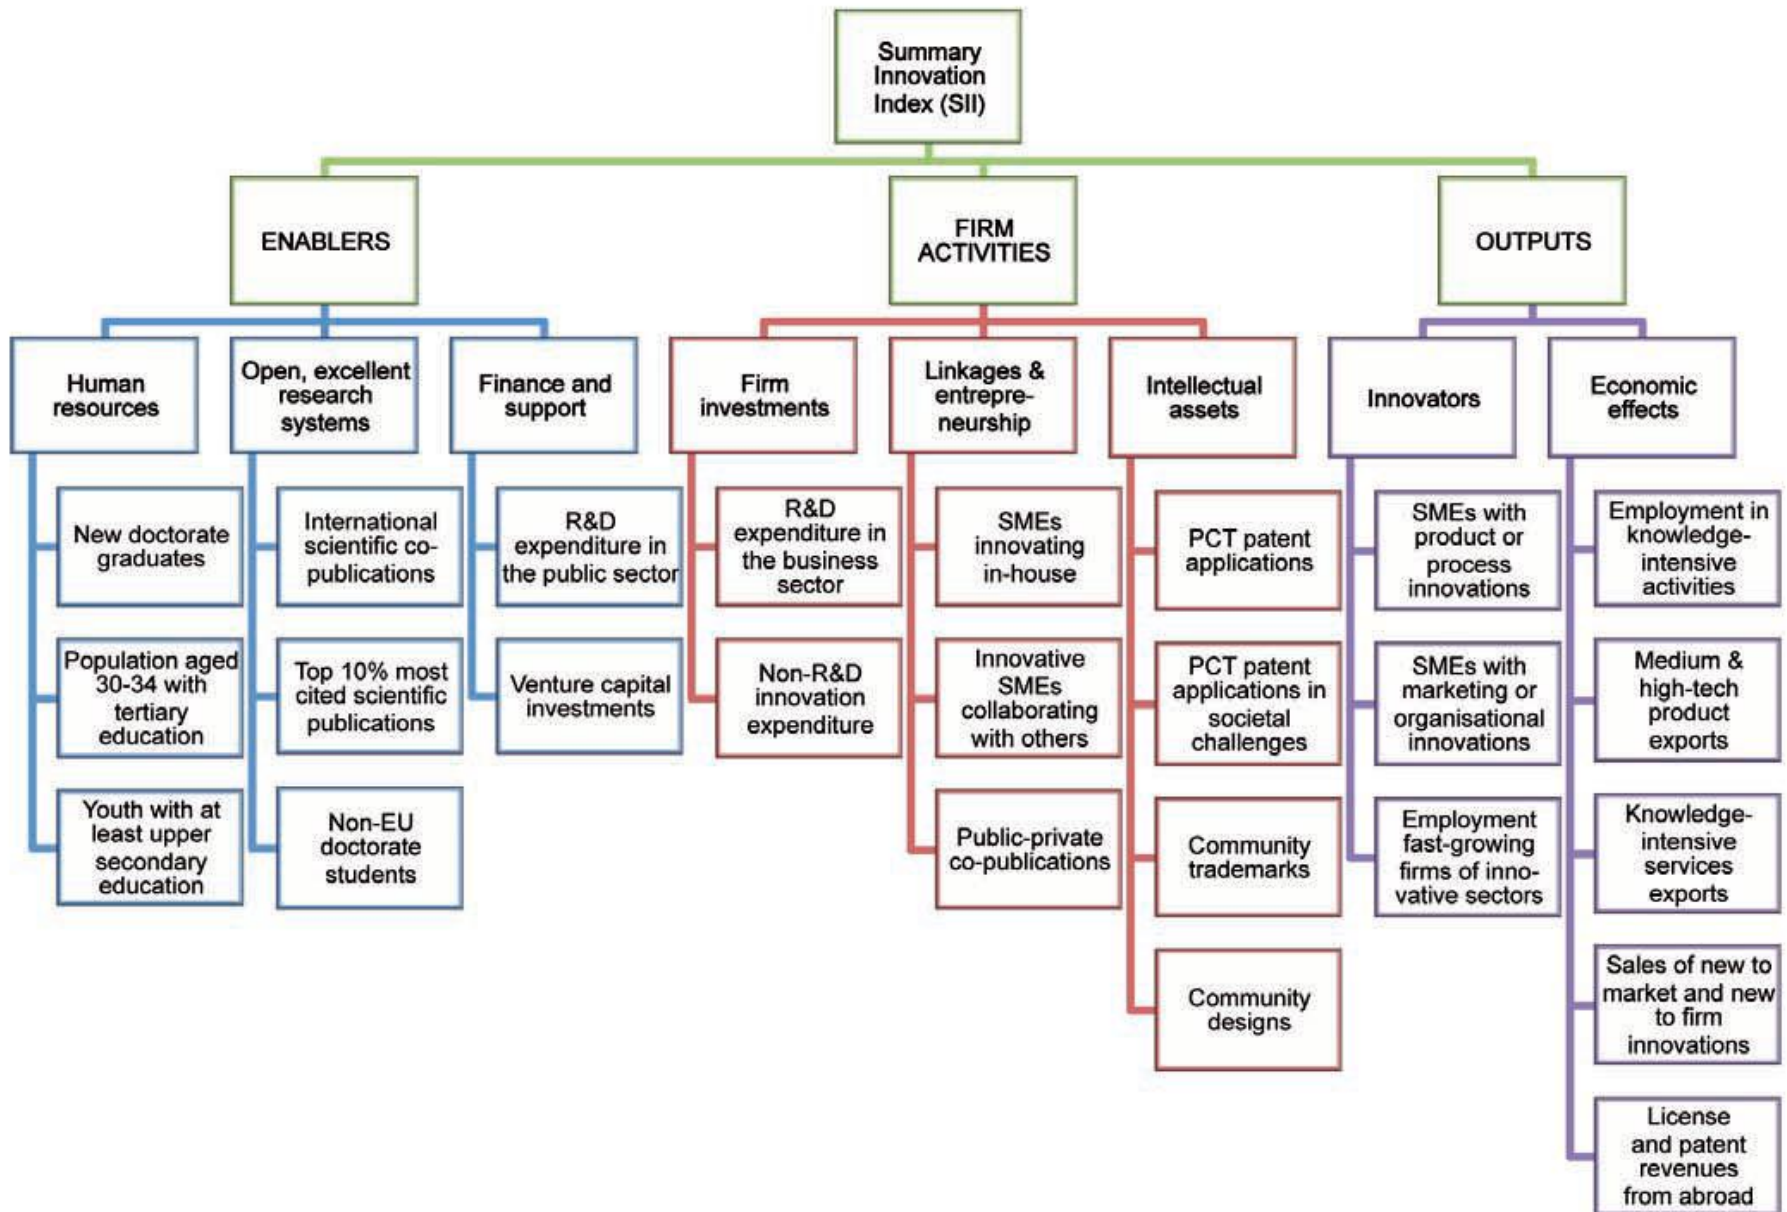 Summary
Innovation
Index (SII)
ENABLERS
FIRM
ACTIVITIES
OUTPUTS
Human
resources
Open, excellent
research
systems
Finance and
support
Firm
investments
Linkages &
entrepre-
neurship
Intellectual
assets
Innovators
Economic
effects
New doctorate
graduates
Population aged
30-34 with
tertiary
education
Youth with at
least upper
secondary
education
International
scientific co-
publications
Top 10% most
cited scientific
publications
Non-EU
doctorate
students
R&D
expenditure in
the public sector
Venture capital
investments
R&D
expenditure in
the business
sector
Non-R&D
innovation
expenditure
SMEs
innovating
in-house
Innovative
SMEs
collaborating
with others
Public-private
co-publications
PCT patent
applications
PCT patent
applications in
societal
challenges
Community
trademarks
Community
designs
SMEs with
product or
process
innovations
SMEs with
marketing or
organisational
innovations
Employment
fast-growing
firms of inno-
vative sectors
Employment in
knowledge-
intensive
activities
Medium &
high-tech
product
exports
Knowledge-
intensive
services
exports
Sales of new to
market and new
to firm
innovations
License
and patent
revenues
from abroad